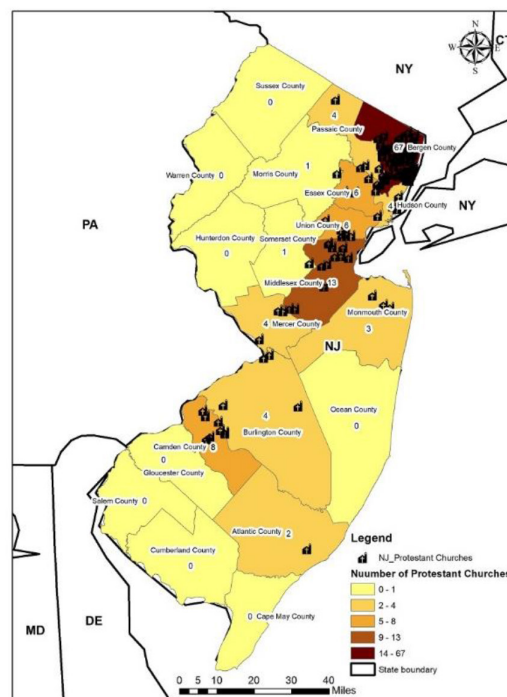 N
W
E
S
NY
CT
Sussex County
0
4
Passaic County
67
Bergen County
1
Warren County 0
Morris County
Essex County 6
4
Hudson County
PA
NY
Union County 6
Hunterdon County
Somerset County
0
1
Middlesex County 13
Monmouth County
4 Mercer County
3
NJ
Ocean County
0
4
Burlington County
Camden County 8
0
Gloucester County
Salem County 0
Atlantic County 2
Cumberland County
0
0 Cape May County
MD
DE
Legend
NJ_Protestant Churches
Nuumber of Protestant Churches
0 - 1
2 - 4
5 - 8
9 - 13
14 - 67
State boundary
0 5 10 20 30 40
Miles